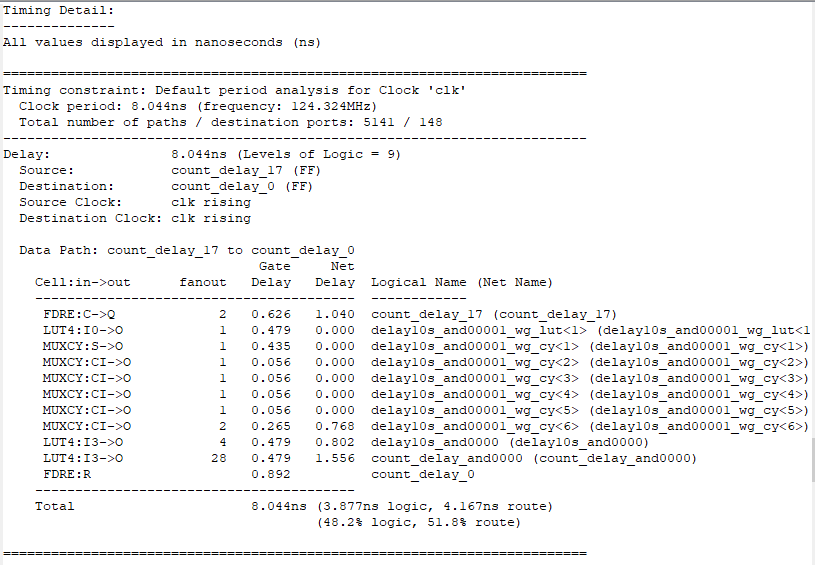 Timing Detail:
--------------
All values displayed in nanoseconds (ns)
=========================================================================
Timing constraint: Default period analysis for Clock 'clk'
  Clock period: 8.044ns (frequency: 124.324MHz)
  Total number of paths / destination ports: 5141 / 148
-------------------------------------------------------------------------
Delay:               8.044ns (Levels of Logic = 9)
  Source:            count_delay_17 (FF)
  Destination:       count_delay_0 (FF)
  Source Clock:      clk rising
  Destination Clock: clk rising
  Data Path: count_delay_17 to count_delay_0
                                Gate     Net
    Cell:in->out      fanout   Delay   Delay  Logical Name (Net Name)
    ----------------------------------------  ------------
     FDRE:C->Q             2   0.626   1.040  count_delay_17 (count_delay_17)
     LUT4:I0->O            1   0.479   0.000  delay10s_and00001_wg_lut<1> (delay10s_and00001_wg_lut<1
     MUXCY:S->O            1   0.435   0.000  delay10s_and00001_wg_cy<1> (delay10s_and00001_wg_cy<1>)
     MUXCY:CI->O           1   0.056   0.000  delay10s_and00001_wg_cy<2> (delay10s_and00001_wg_cy<2>)
     MUXCY:CI->O           1   0.056   0.000  delay10s_and00001_wg_cy<3> (delay10s_and00001_wg_cy<3>)
     MUXCY:CI->O           1   0.056   0.000  delay10s_and00001_wg_cy<4> (delay10s_and00001_wg_cy<4>)
     MUXCY:CI->O           1   0.056   0.000  delay10s_and00001_wg_cy<5> (delay10s_and00001_wg_cy<5>)
     MUXCY:CI->O           2   0.265   0.768  delay10s_and00001_wg_cy<6> (delay10s_and00001_wg_cy<6>)
     LUT4:I3->O            4   0.479   0.802  delay10s_and0000 (delay10s_and0000)
     LUT4:I3->O           28   0.479   1.556  count_delay_and0000 (count_delay_and0000)
     FDRE:R                    0.892          count_delay_0
    ----------------------------------------
    Total                      8.044ns (3.877ns logic, 4.167ns route)
                                       (48.2% logic, 51.8% route)
=========================================================================